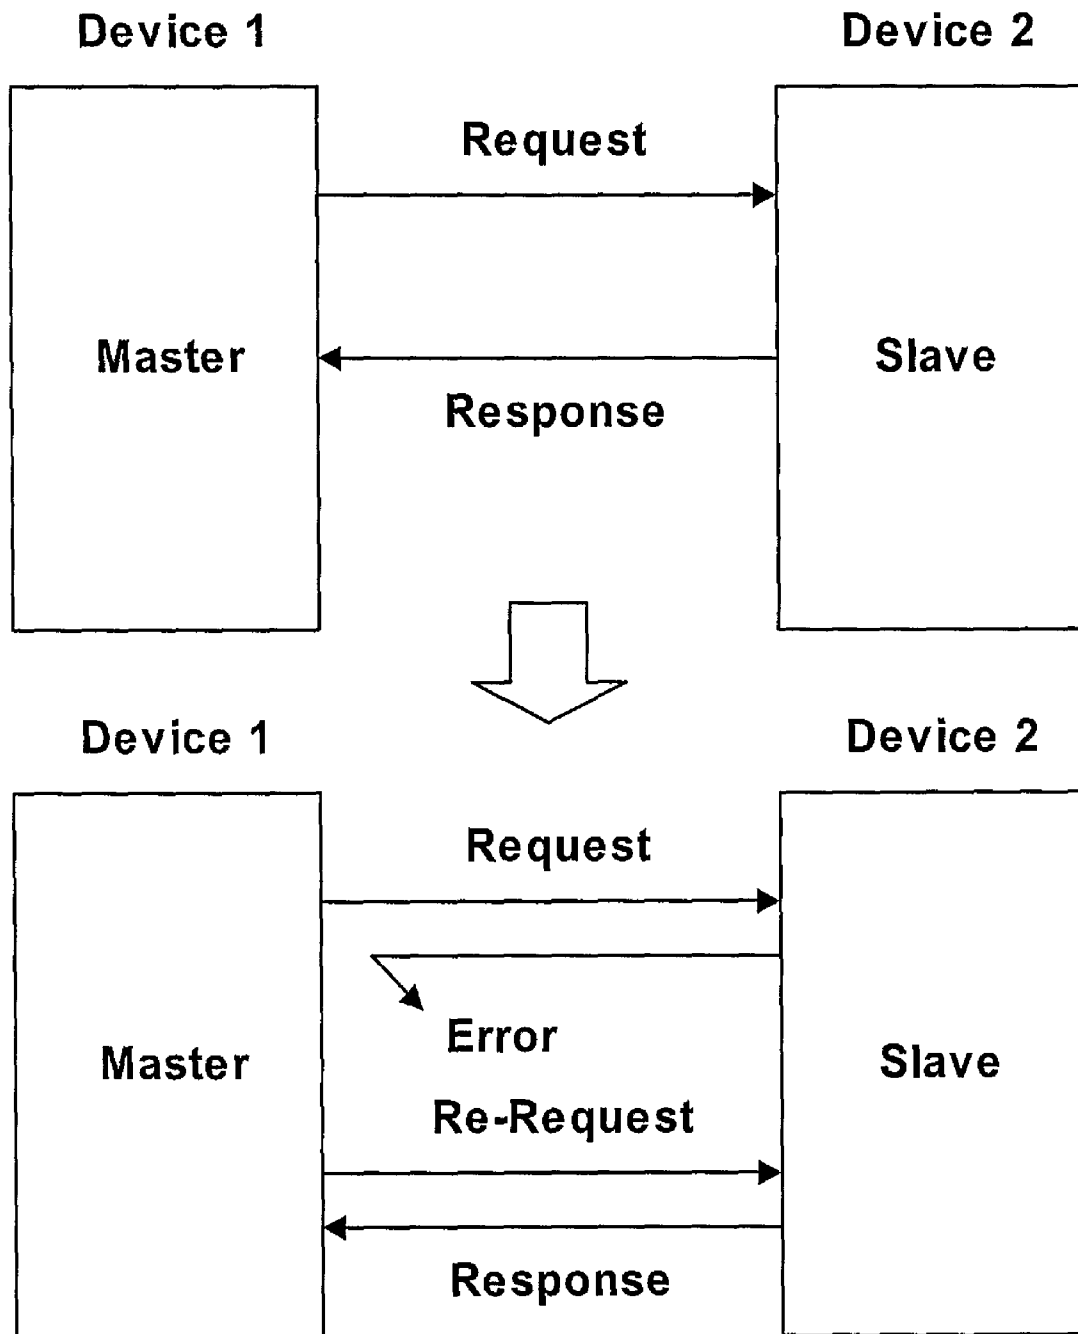 Device 1
Device 2
Request
Master
Slave
Response
Device 1
Device 2
Request
Error
Master
Slave
Re-Request
Response